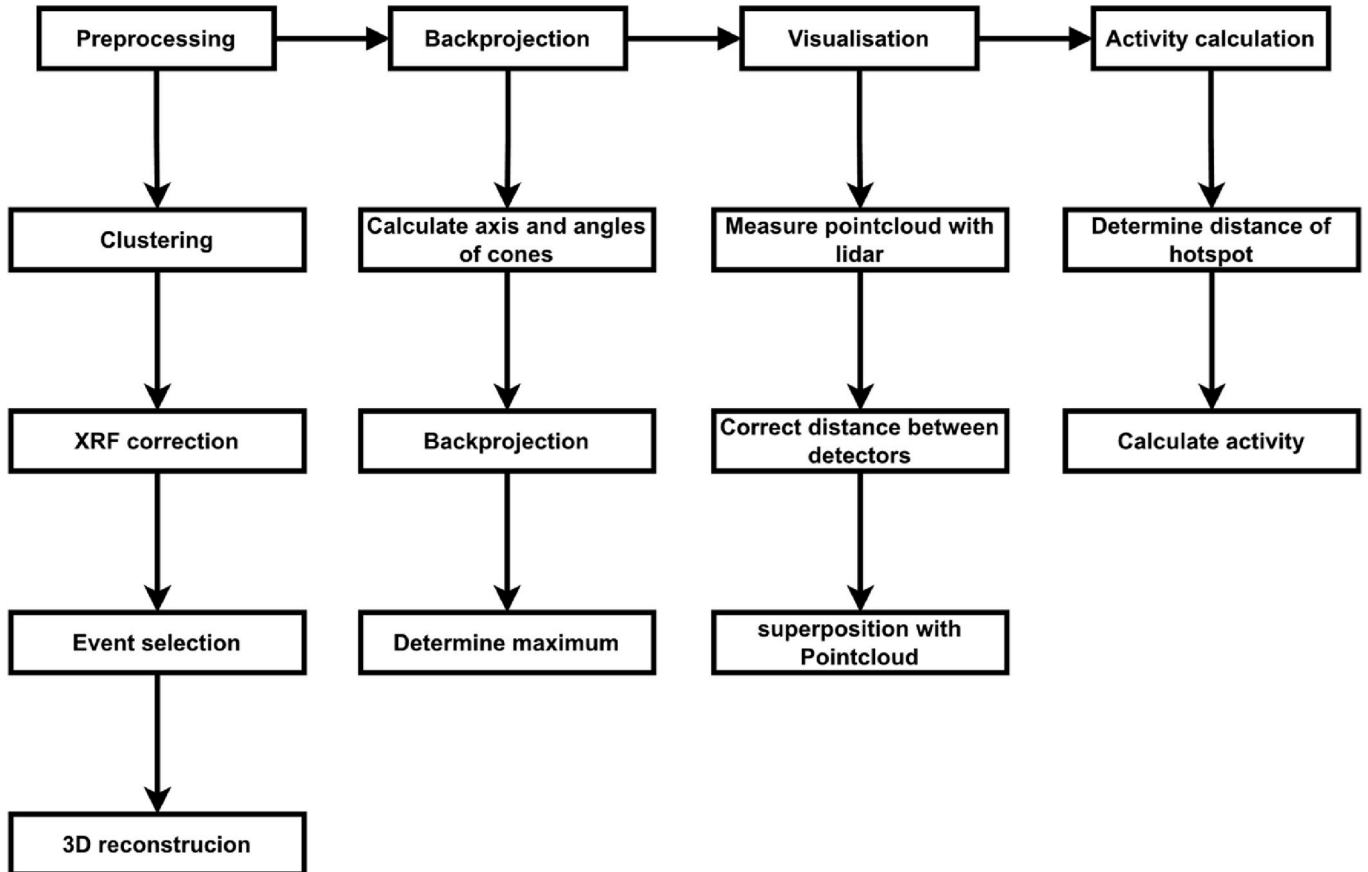 Preprocessing
Backprojection
Visualisation
Activity calculation
Clustering
Calculate axis and angles
of cones
Measure pointcloud with
lidar
Determine distance of
hotspot
XRF correction
Backprojection
Correct distance between
detectors
Calculate activity
Event selection
Determine maximum
superposition with
Pointcloud
3D reconstrucion